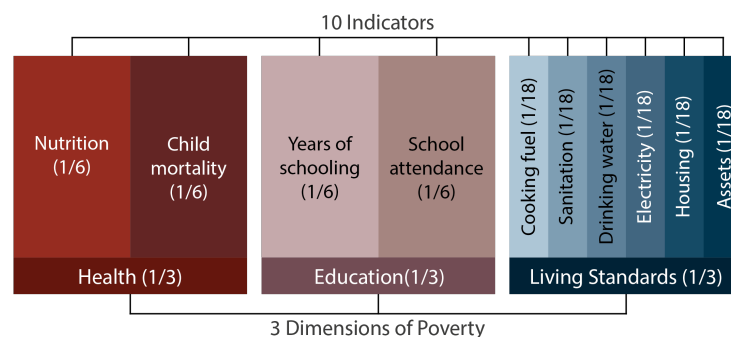 10 Indicators
Nutrition
(1/6)
Child
mortality
(1/6)
Years of
schooling
(1/6)
School
attendance
(1/6)
Cooking fuel (1/18)
Sanitation (1/18)
Drinking water (1/18)
Electricity (1/18)
Housing (1/18)
Assets (1/18)
Health (1/3)
Education(1/3)
Living Standards (1/3)
3 Dimensions of Poverty